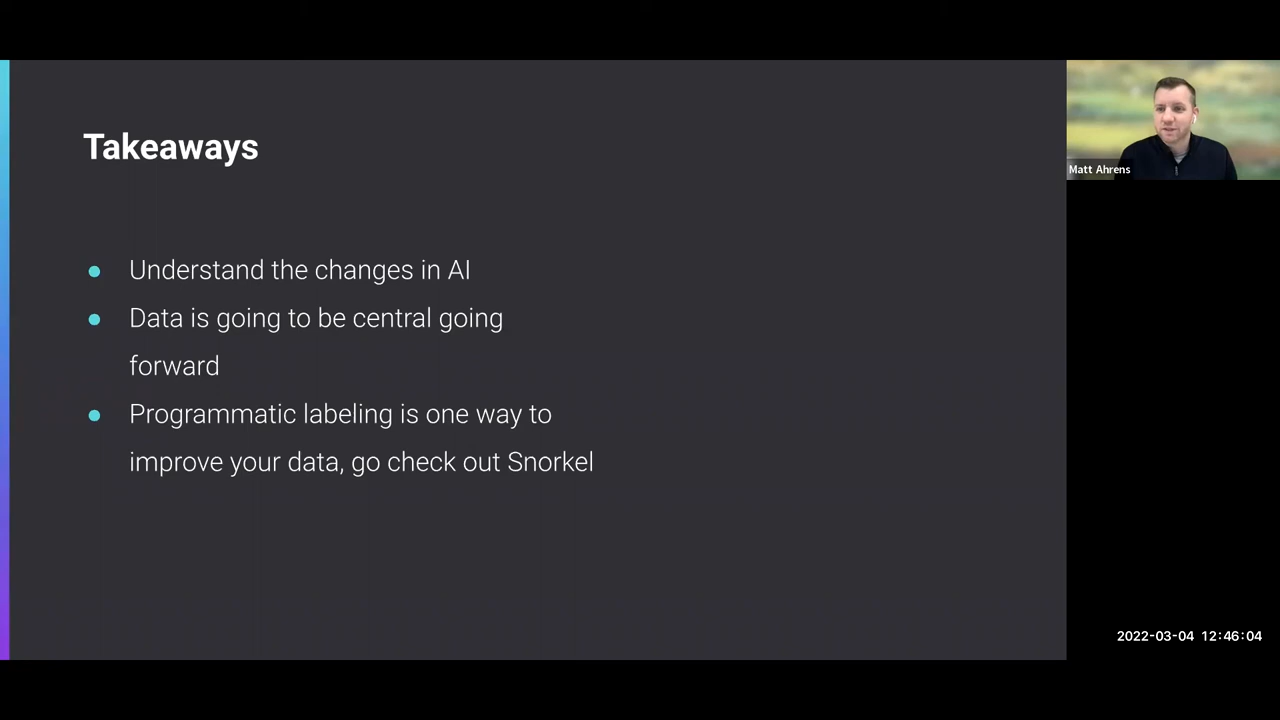 Takeaways
Understand the changes in AI
Data is going to be central going
forward
Programmatic labeling is one way to
improve your data, go check out Snorkel
Matt Ahrens
2022-03-04 12:46:04